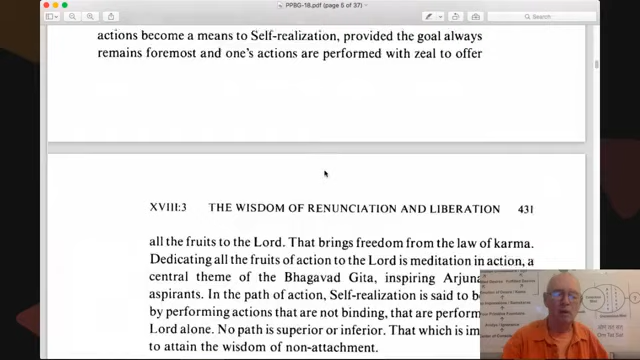 PPBG-18.pdf (page 5 of 37)
Search
actions become a means to Self-realization, provided the goal always
remains foremost and one's actions are performed with zeal to offer
XVIII:3 THE WISDOM OF RENUNCIATION AND LIBERATION 431
all the fruits to the Lord. That brings freedom from the law of karma.
Dedicating all the fruits of action to the Lord is meditation in action, a
central theme of the Bhagavad Gita, inspiring Arjuna
aspirants. In the path of action, Self-realization is said to be
by performing actions that are not binding, that are perform
Lord alone. No path is superior or inferior. That which is im
to attain the wisdom of non-attachment.
Om Tat Sat